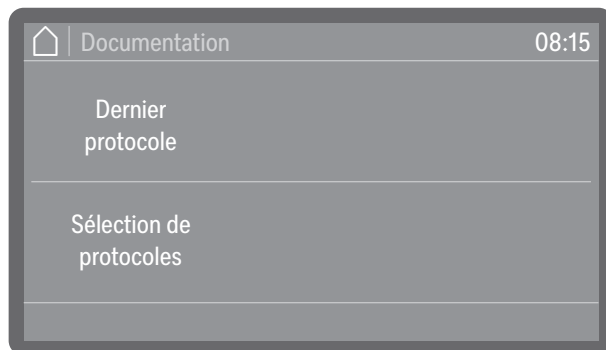 Documentation 08:15
Dernier
protocole
Sélection de
protocoles